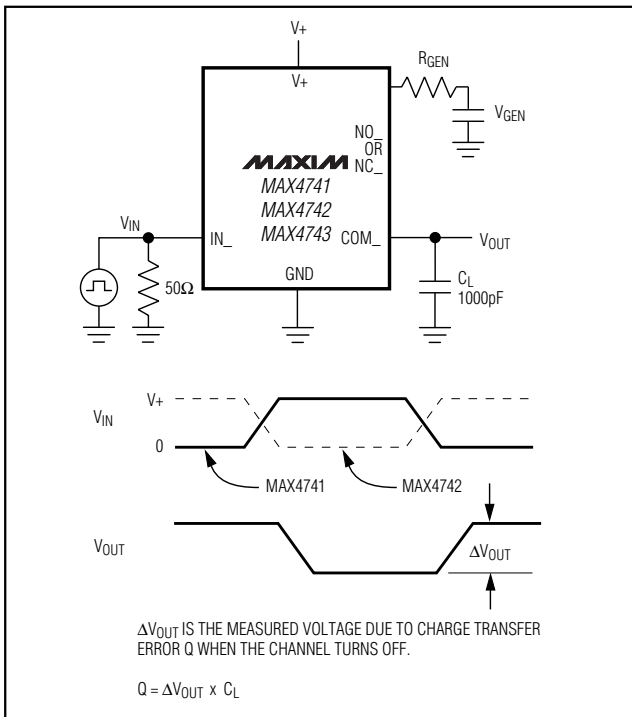 V+
V+
RGEN
VGEN
NO_
OR
NC_
MAXIM
MAX4741
MAX4742
MAX4743
VIN
IN_
COM_
VOUT
50Ω
GND
CL
1000pF
VIN
V+
0
MAX4741
MAX4742
VOUT
ΔVOUT
ΔVOUT IS THE MEASURED VOLTAGE DUE TO CHARGE TRANSFER
ERROR Q WHEN THE CHANNEL TURNS OFF.
Q = ΔVOUT x CL